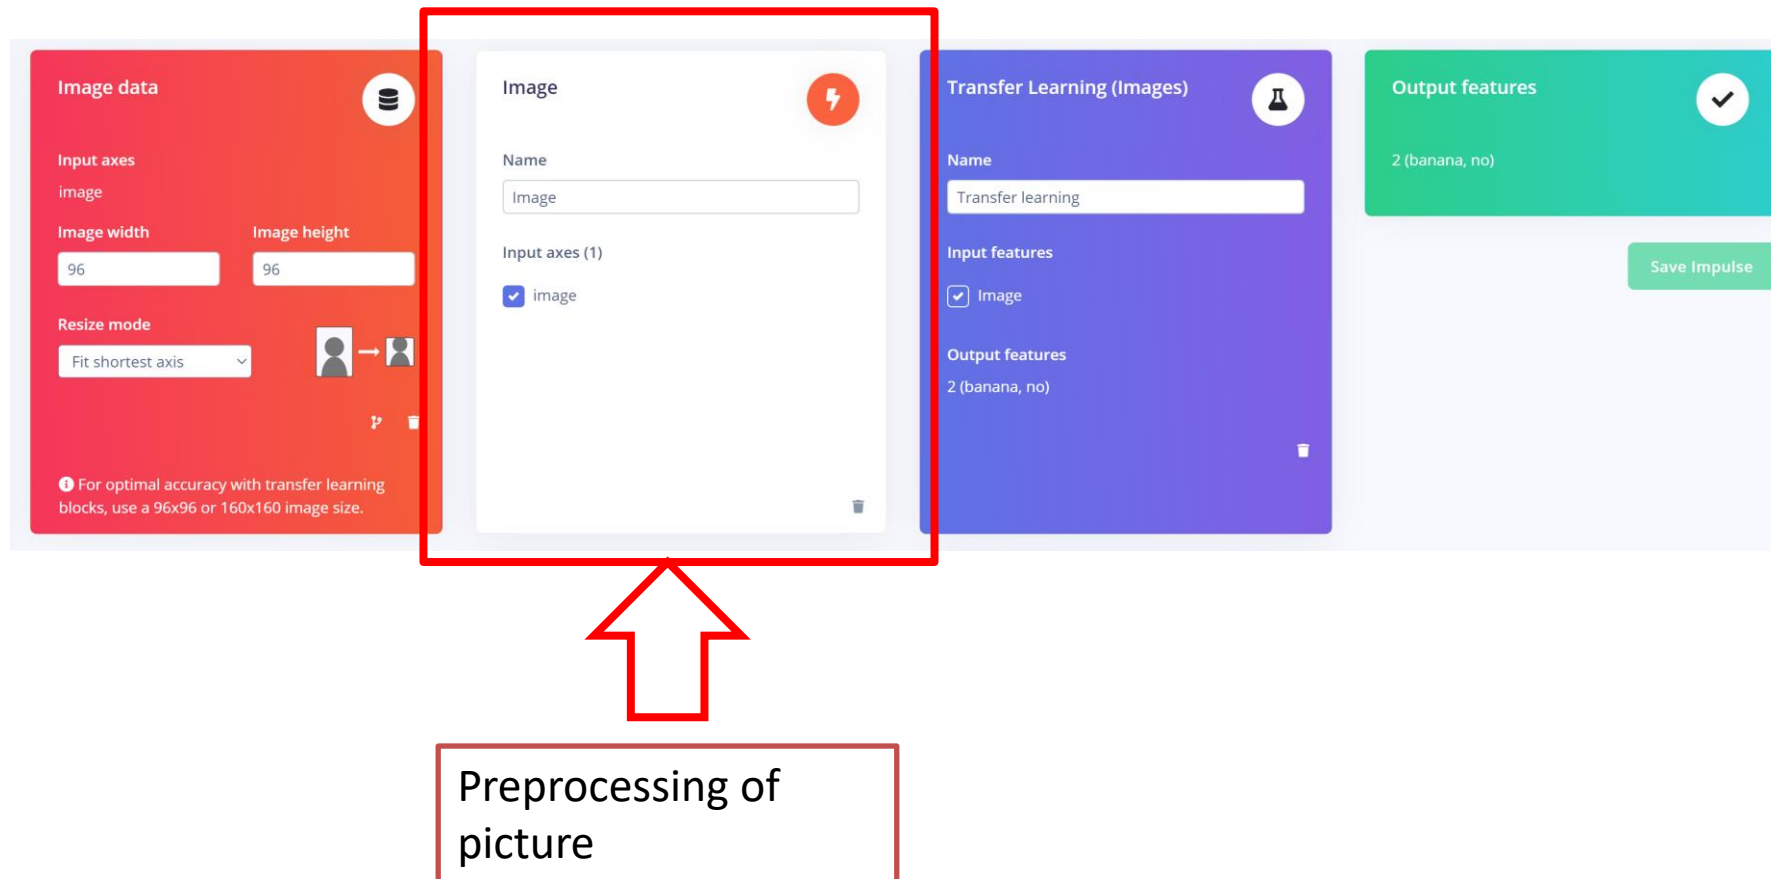 Image data
Input axes
image
Image width
Image height
96
96
Resize mode
Fit shortest axis
For optimal accuracy with transfer learning
blocks, use a 96x96 or 160x160 image size.
Image
Name
Image
Input axes (1)
image
Transfer Learning (Images)
Name
Transfer learning
Input features
Image
Output features
2 (banana, no)
Output features
2 (banana, no)
Save Impulse
Preprocessing of
picture